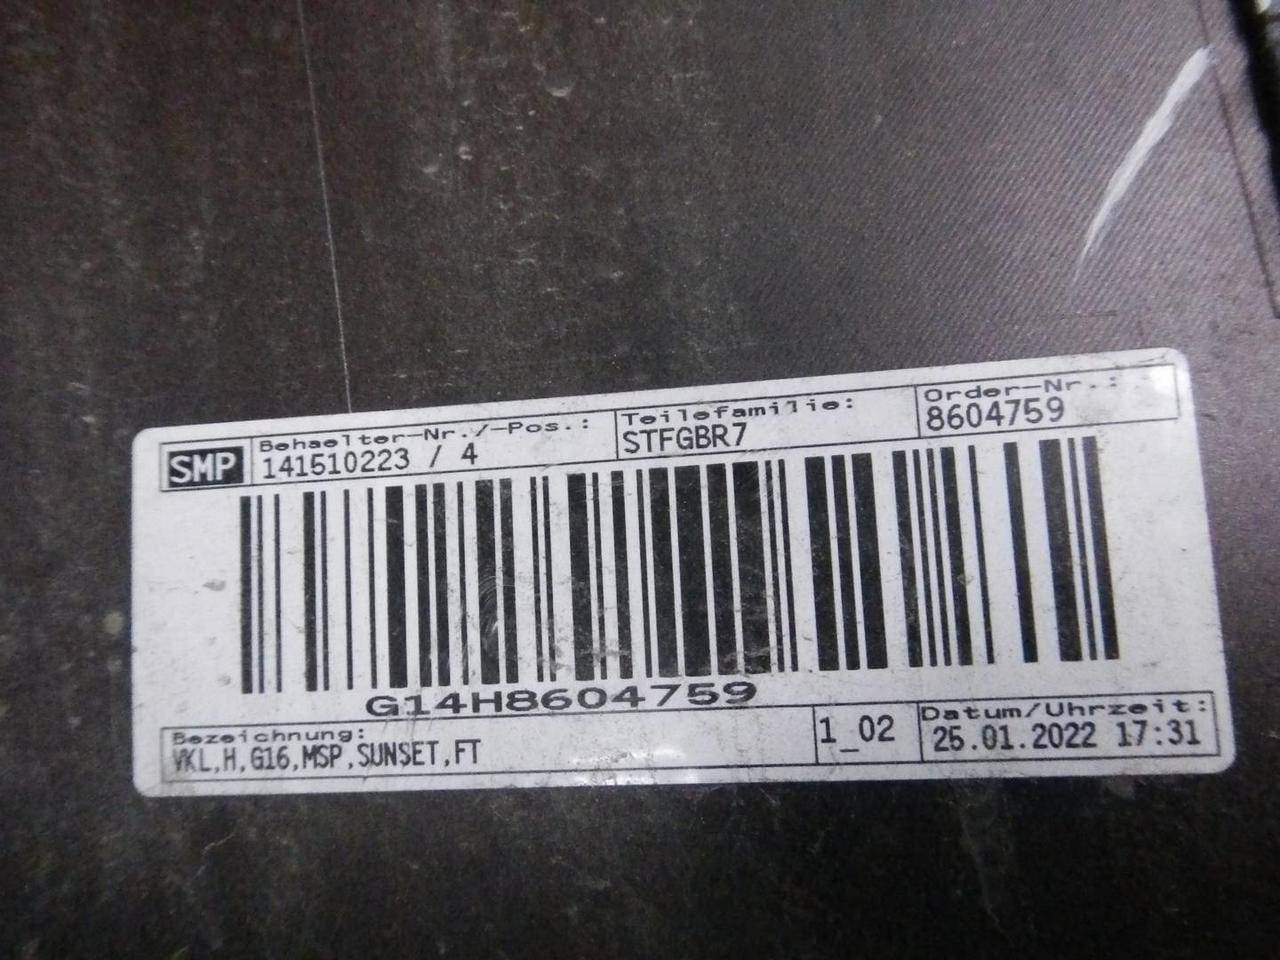 SMP
Behaelter-Nr./-Pos.:
141510223 / 4
Teilefamilie:
STFGBR7
Order-Nr.:
8604759
G14H8604759
Bezeichnung:
VKL,H,G16,MSP,SUNSET,FT
1_02
Datum/Uhrzeit:
25.01.2022 17:31